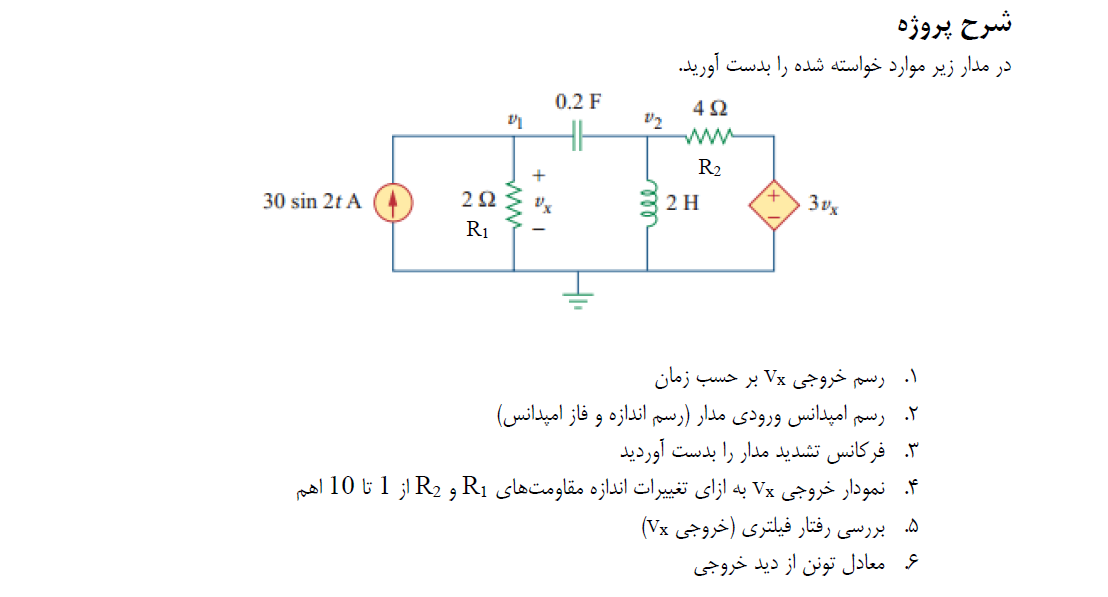 شرح پروژه
در مدار زیر موارد خواسته شده را بدست آورید.
0.2 F
4 Ω
v1
v2
R2
+
30 sin 2t A
2 Ω
vx
2 H
+
3vx
R1
−
−
۱. رسم خروجی Vx بر حسب زمان
۲. رسم امپدانس ورودی مدار (رسم اندازه و فاز امپدانس)
۳. فرکانس تشدید مدار را بدست آوردید
۴. نمودار خروجی Vx به ازای تغییرات اندازه مقاومت‌های R1 و R2 از 1 تا 10 اهم
۵. بررسی رفتار فیلتری (خروجی Vx)
۶. معادل تونن از دید خروجی